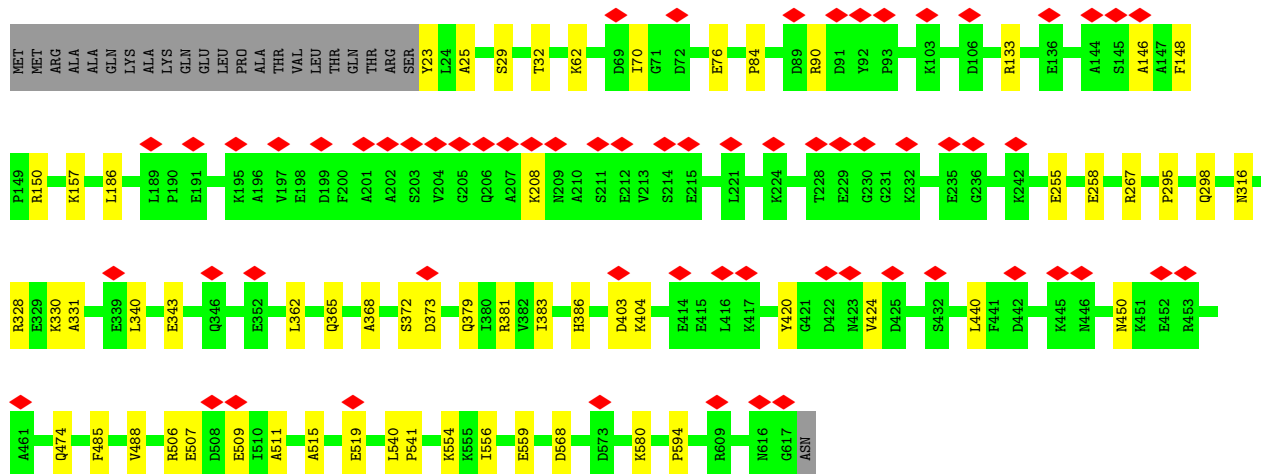 MET MET ARG ALA ALA GLN LYS ALA LYS GLN GLU LEU PRO ALA THR VAL LEU THR GLN THR ARG SER Y23 L24 A25 S29 T32 K62 D69 I70 G71 D72 E76 P84 D89 R90 D91 Y92 P93 K103 D106 R133 E136 A144 S145 A146 A147 F148
P149 R150 K157 L186 L189 P190 E191 K195 A196 V197 E198 D199 F200 A201 A202 S203 V204 G205 Q206 A207 K208 N209 A210 S211 E212 V213 S214 E215 L221 K224 T228 E229 G230 G231 K232 E235 G236 K242 E255 E258 R267 P295 Q298 N316
R328 E329 K330 A331 E339 L340 E343 Q346 E352 L362 Q365 A368 S372 D373 Q379 I380 R381 V382 I383 H386 D403 K404 E414 E415 L416 K417 Y420 G421 D422 N423 V424 D425 S432 L440 F441 D442 K445 N446 N450 K451 E452 R453
A461 Q474 F485 V488 R506 E507 D508 E509 I510 A511 A515 E519 L540 P541 K554 K555 I556 E559 D568 D573 K580 P594 R609 N616 G617 ASN